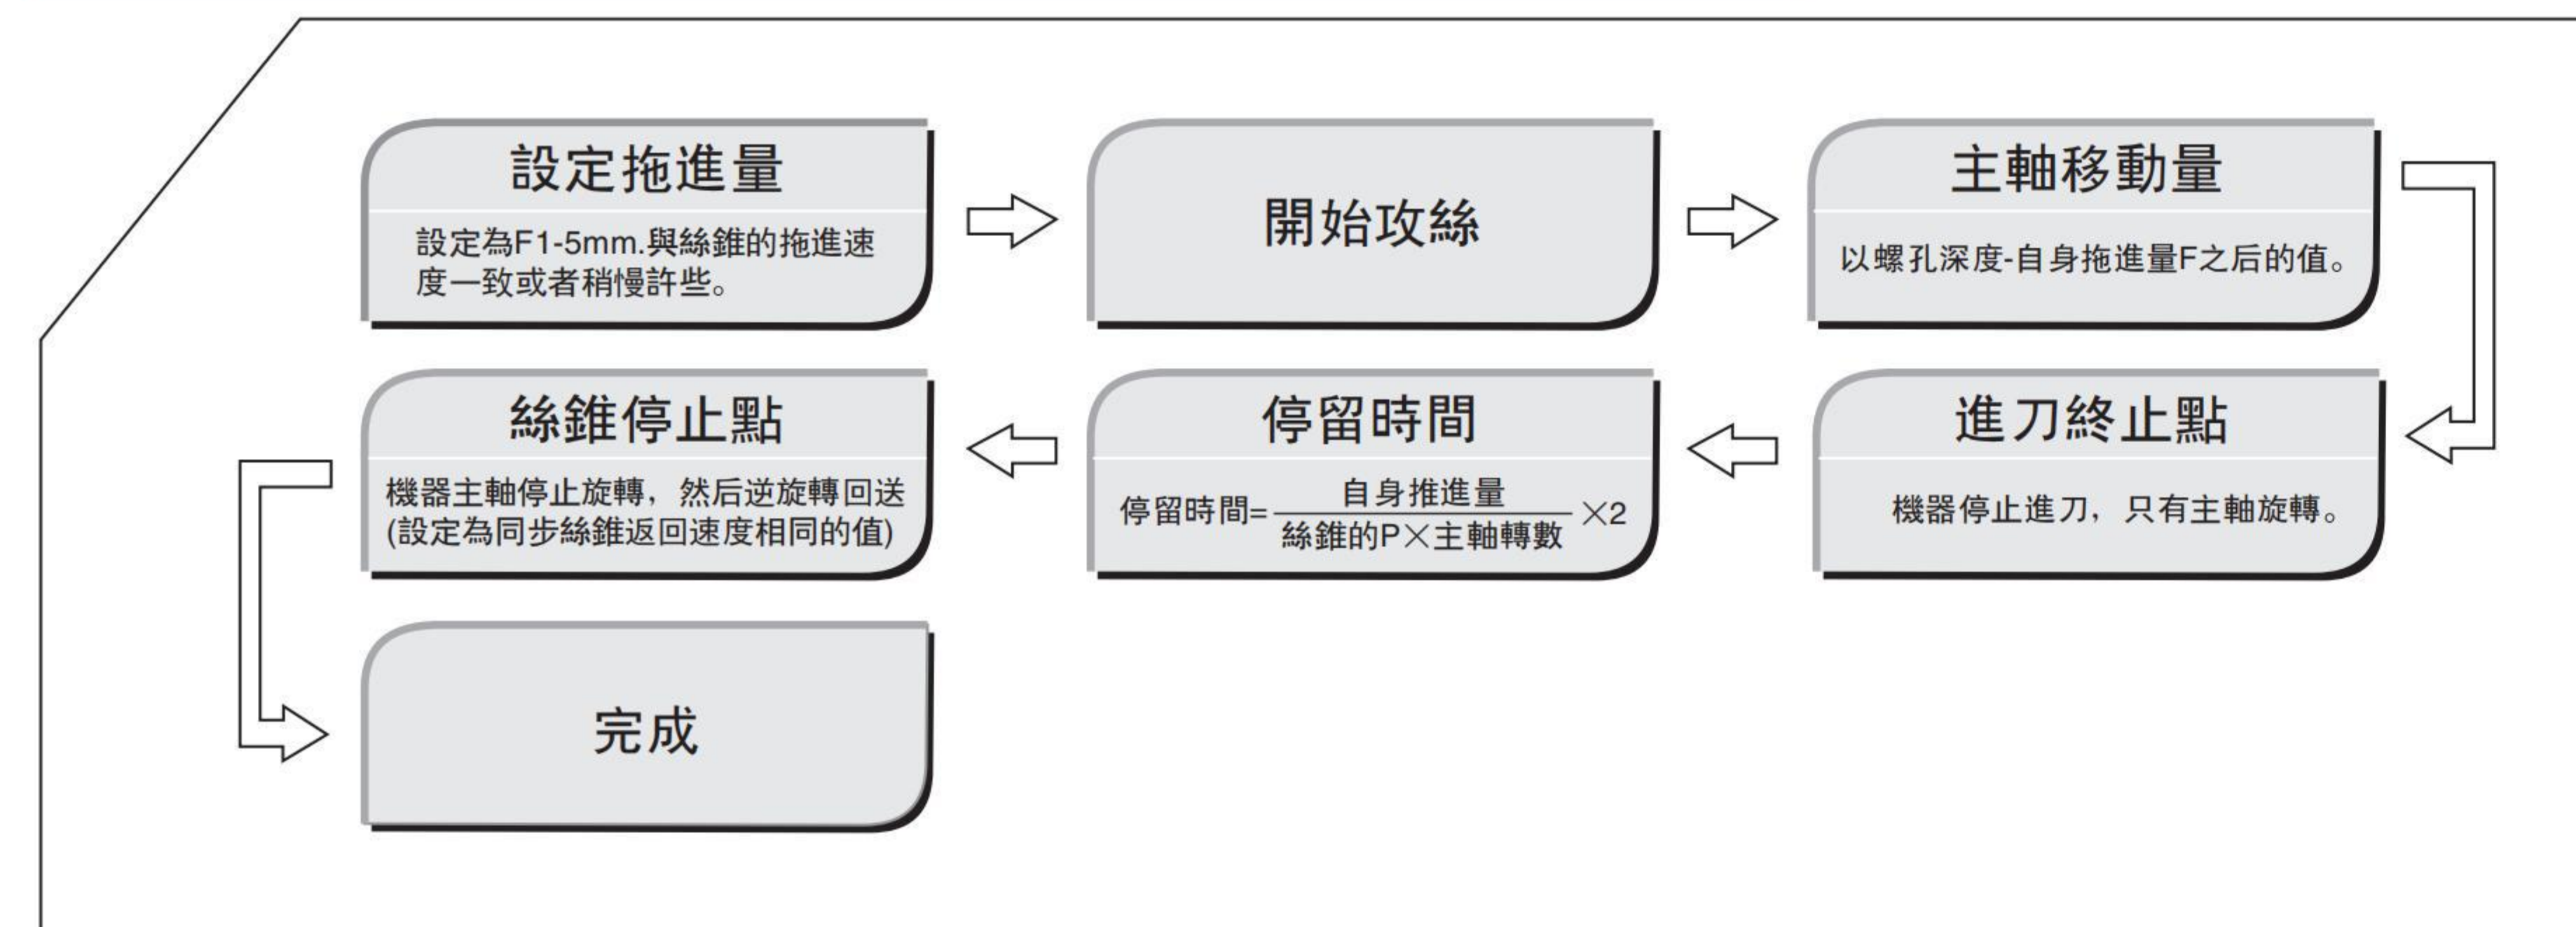 設定拖進量
設定為F1-5mm.與絲錐的拖進速
度一致或者稍慢許些。
開始攻絲
主軸移動量
以螺孔深度-自身拖進量F之后的值。
進刀終止點
機器停止進刀，只有主軸旋轉。
停留時間
停留時間=自身推進量/絲錐的P×主軸轉數×2
絲錐停止點
機器主軸停止旋轉，然后逆旋轉回送
(設定為同步絲錐返回速度相同的值)
完成